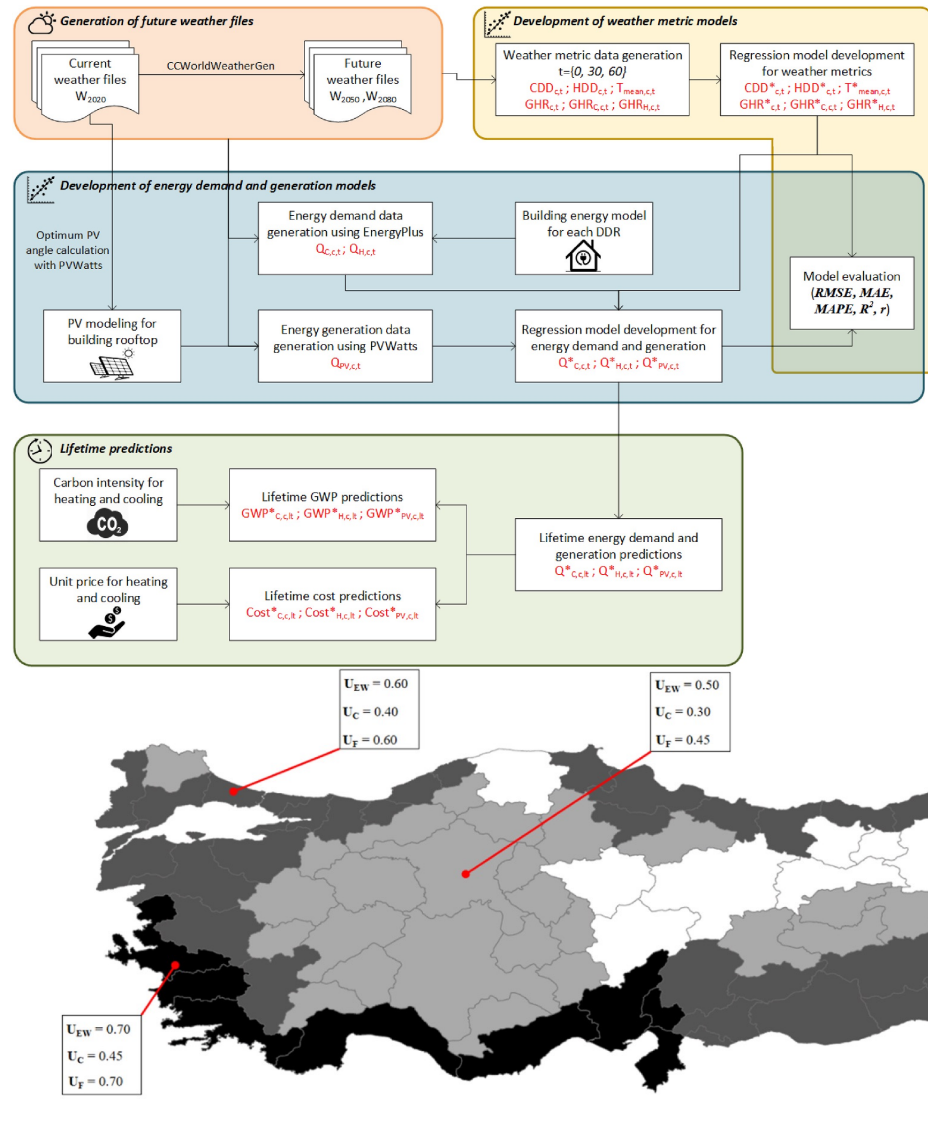 Generation of future weather files
Current
weather files
W2020
CCWorldWeatherGen
Future
weather files
W2050 ,W2080
Development of weather metric models
Weather metric data generation
t={0, 30, 60}
CDDc,t ; HDDc,t ; Tmean,c,t
GHRc,t ; GHRC,c,t ; GHRH,c,t
Regression model development
for weather metrics
CDD*c,t ; HDD*c,t ; T*mean,c,t
GHR*c,t ; GHR*C,c,t ; GHR*H,c,t
Development of energy demand and generation models
Optimum PV
angle calculation
with PVWatts
Energy demand data
generation using EnergyPlus
QC,c,t ; QH,c,t
Building energy model
for each DDR
Model evaluation
(RMSE, MAE,
MAPE, R², r)
PV modeling for
building rooftop
Energy generation data
generation using PVWatts
QPV,c,t
Regression model development for
energy demand and generation
Q*C,c,t ; Q*H,c,t ; Q*PV,c,t
Lifetime predictions
Carbon intensity for
heating and cooling
CO2
Lifetime GWP predictions
GWP*C,c,lt ; GWP*H,c,lt ; GWP*PV,c,lt
Lifetime energy demand and
generation predictions
Q*C,c,lt ; Q*H,c,lt ; Q*PV,c,lt
Unit price for heating
and cooling
$ $
Lifetime cost predictions
Cost*C,c,lt ; Cost*H,c,lt ; Cost*PV,c,lt
UEW = 0.60
UC = 0.40
UF = 0.60
UEW = 0.50
UC = 0.30
UF = 0.45
UEW = 0.70
UC = 0.45
UF = 0.70